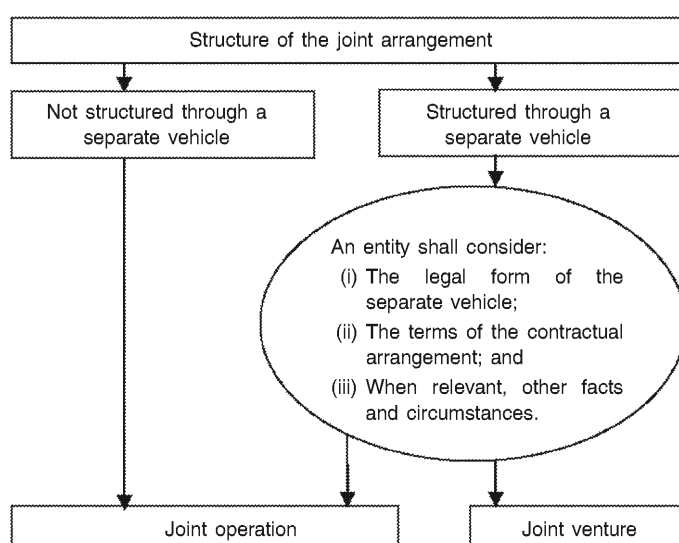 Structure of the joint arrangement
Not structured through a
separate vehicle
Structured through a
separate vehicle
An entity shall consider:
(i) The legal form of the
separate vehicle;
(ii) The terms of the contractual
arrangement; and
(iii) When relevant, other facts
and circumstances.
Joint operation
Joint venture